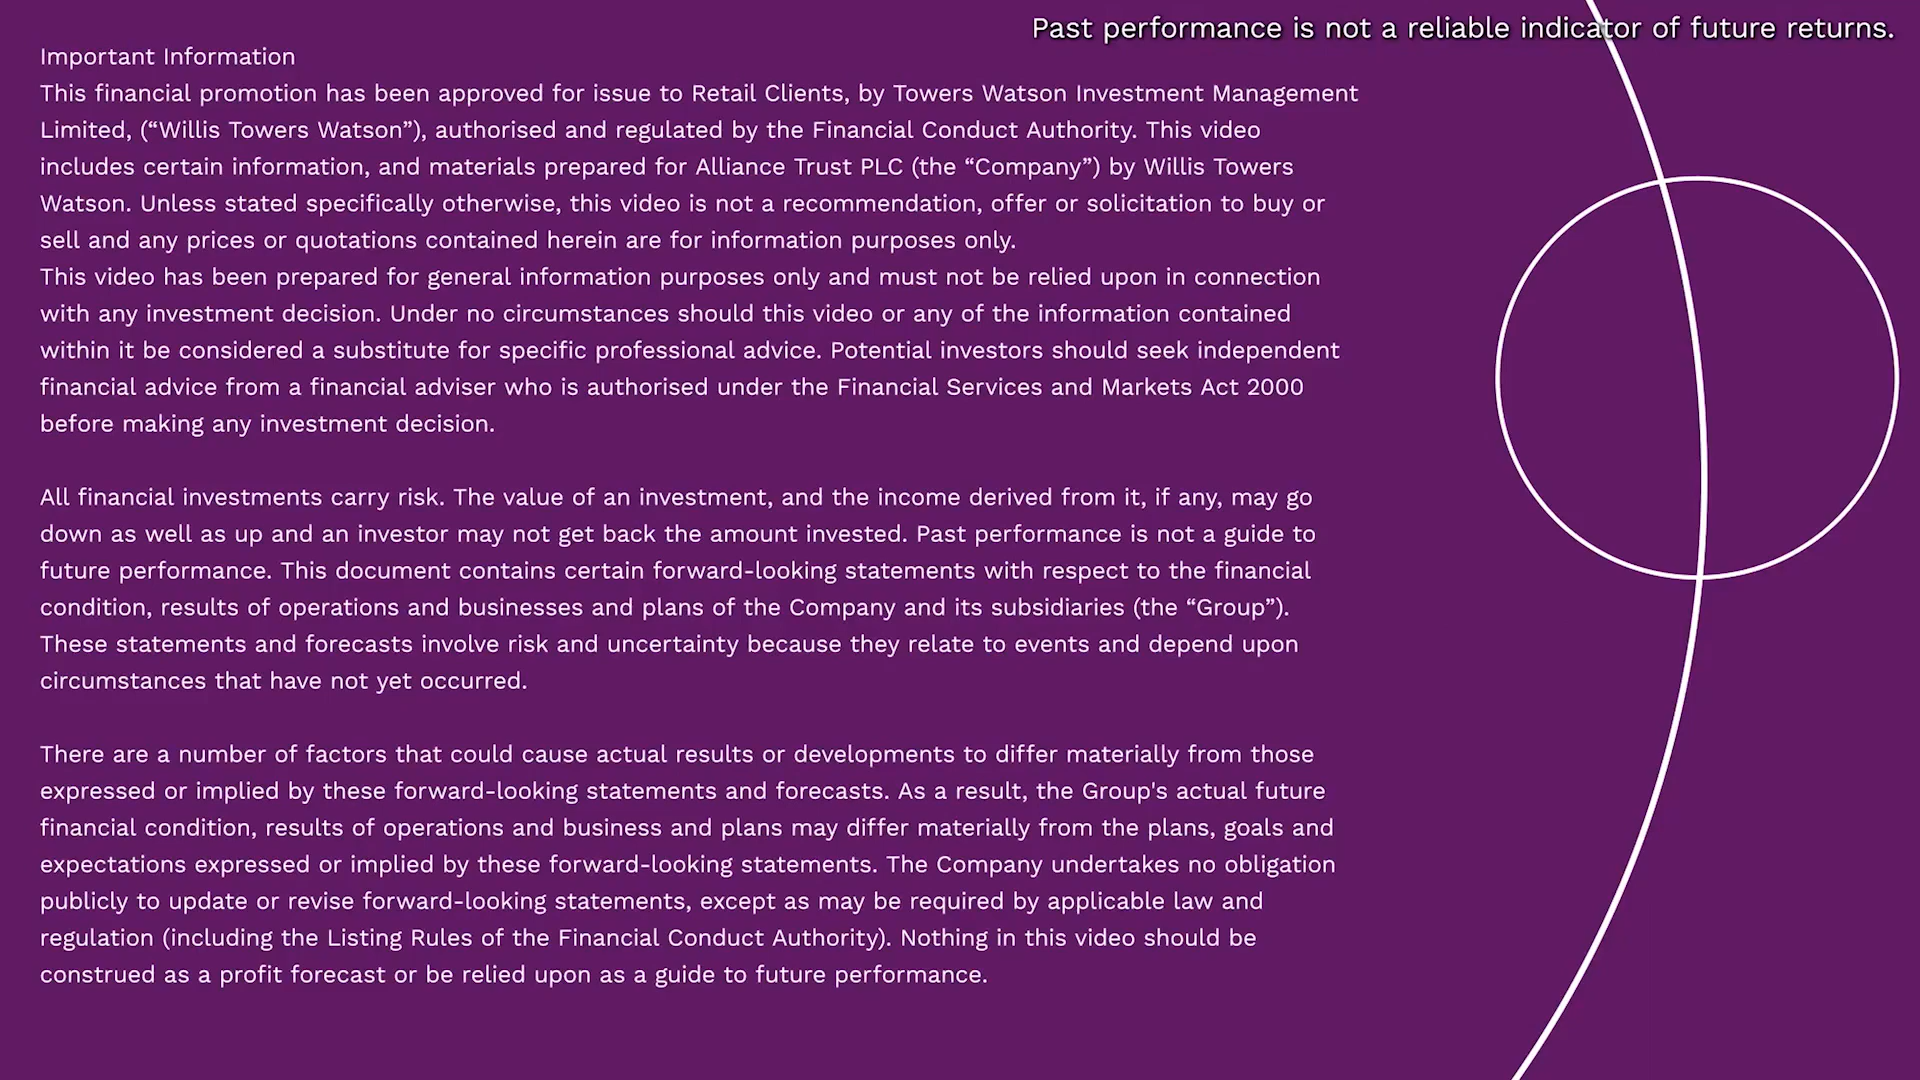 Past performance is not a reliable indicator of future returns.
Important Information
This financial promotion has been approved for issue to Retail Clients, by Towers Watson Investment Management
Limited, (“Willis Towers Watson”), authorised and regulated by the Financial Conduct Authority. This video
includes certain information, and materials prepared for Alliance Trust PLC (the “Company”) by Willis Towers
Watson. Unless stated specifically otherwise, this video is not a recommendation, offer or solicitation to buy or
sell and any prices or quotations contained herein are for information purposes only.
This video has been prepared for general information purposes only and must not be relied upon in connection
with any investment decision. Under no circumstances should this video or any of the information contained
within it be considered a substitute for specific professional advice. Potential investors should seek independent
financial advice from a financial adviser who is authorised under the Financial Services and Markets Act 2000
before making any investment decision.
All financial investments carry risk. The value of an investment, and the income derived from it, if any, may go
down as well as up and an investor may not get back the amount invested. Past performance is not a guide to
future performance. This document contains certain forward-looking statements with respect to the financial
condition, results of operations and businesses and plans of the Company and its subsidiaries (the “Group”).
These statements and forecasts involve risk and uncertainty because they relate to events and depend upon
circumstances that have not yet occurred.
There are a number of factors that could cause actual results or developments to differ materially from those
expressed or implied by these forward-looking statements and forecasts. As a result, the Group's actual future
financial condition, results of operations and business and plans may differ materially from the plans, goals and
expectations expressed or implied by these forward-looking statements. The Company undertakes no obligation
publicly to update or revise forward-looking statements, except as may be required by applicable law and
regulation (including the Listing Rules of the Financial Conduct Authority). Nothing in this video should be
construed as a profit forecast or be relied upon as a guide to future performance.